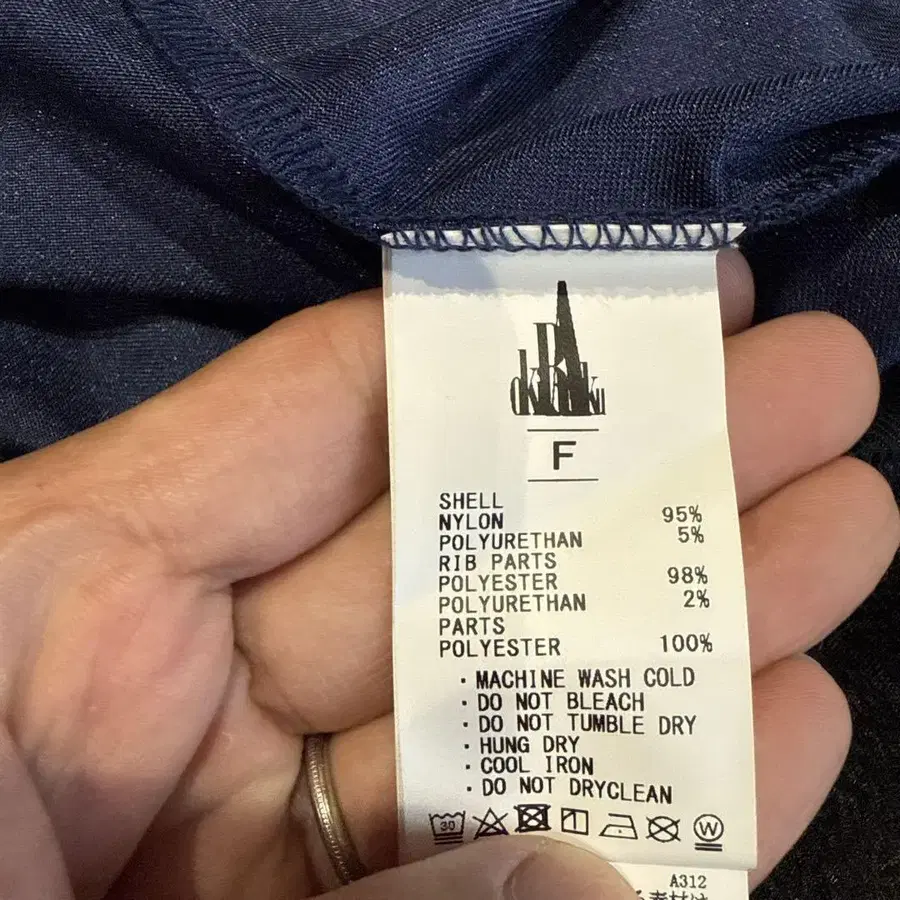 F
SHELL
NYLON 95%
POLYURETHAN 5%
RIB PARTS
POLYESTER 98%
POLYURETHAN 2%
PARTS
POLYESTER 100%
・MACHINE WASH COLD
・DO NOT BLEACH
・DO NOT TUMBLE DRY
・HUNG DRY
・COOL IRON
・DO NOT DRYCLEAN
30 W
A312